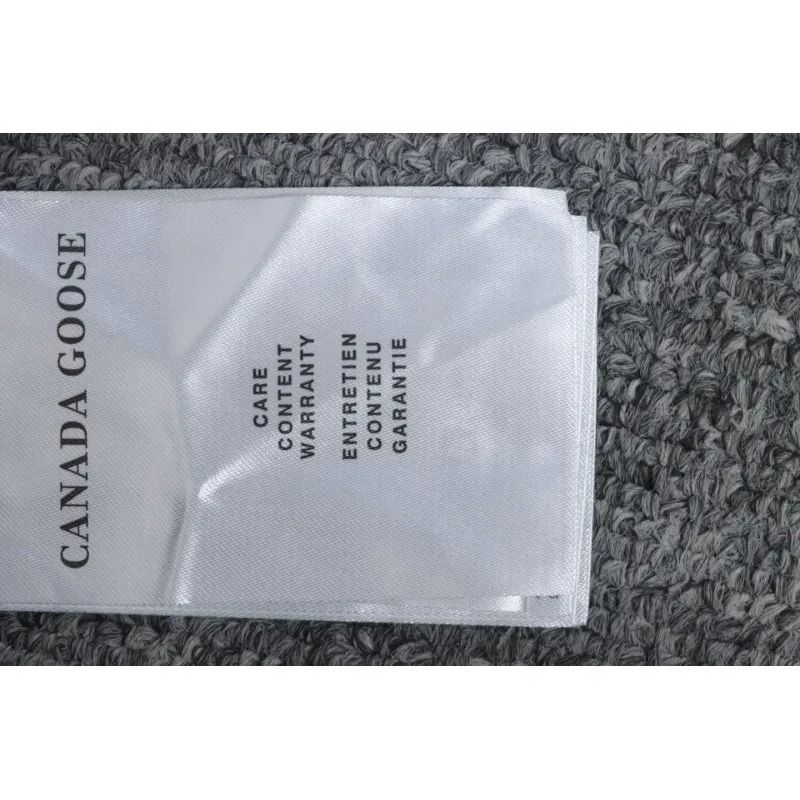 CANADA GOOSE
CARE
CONTENT
WARRANTY
ENTRETIEN
CONTENU
GARANTIE